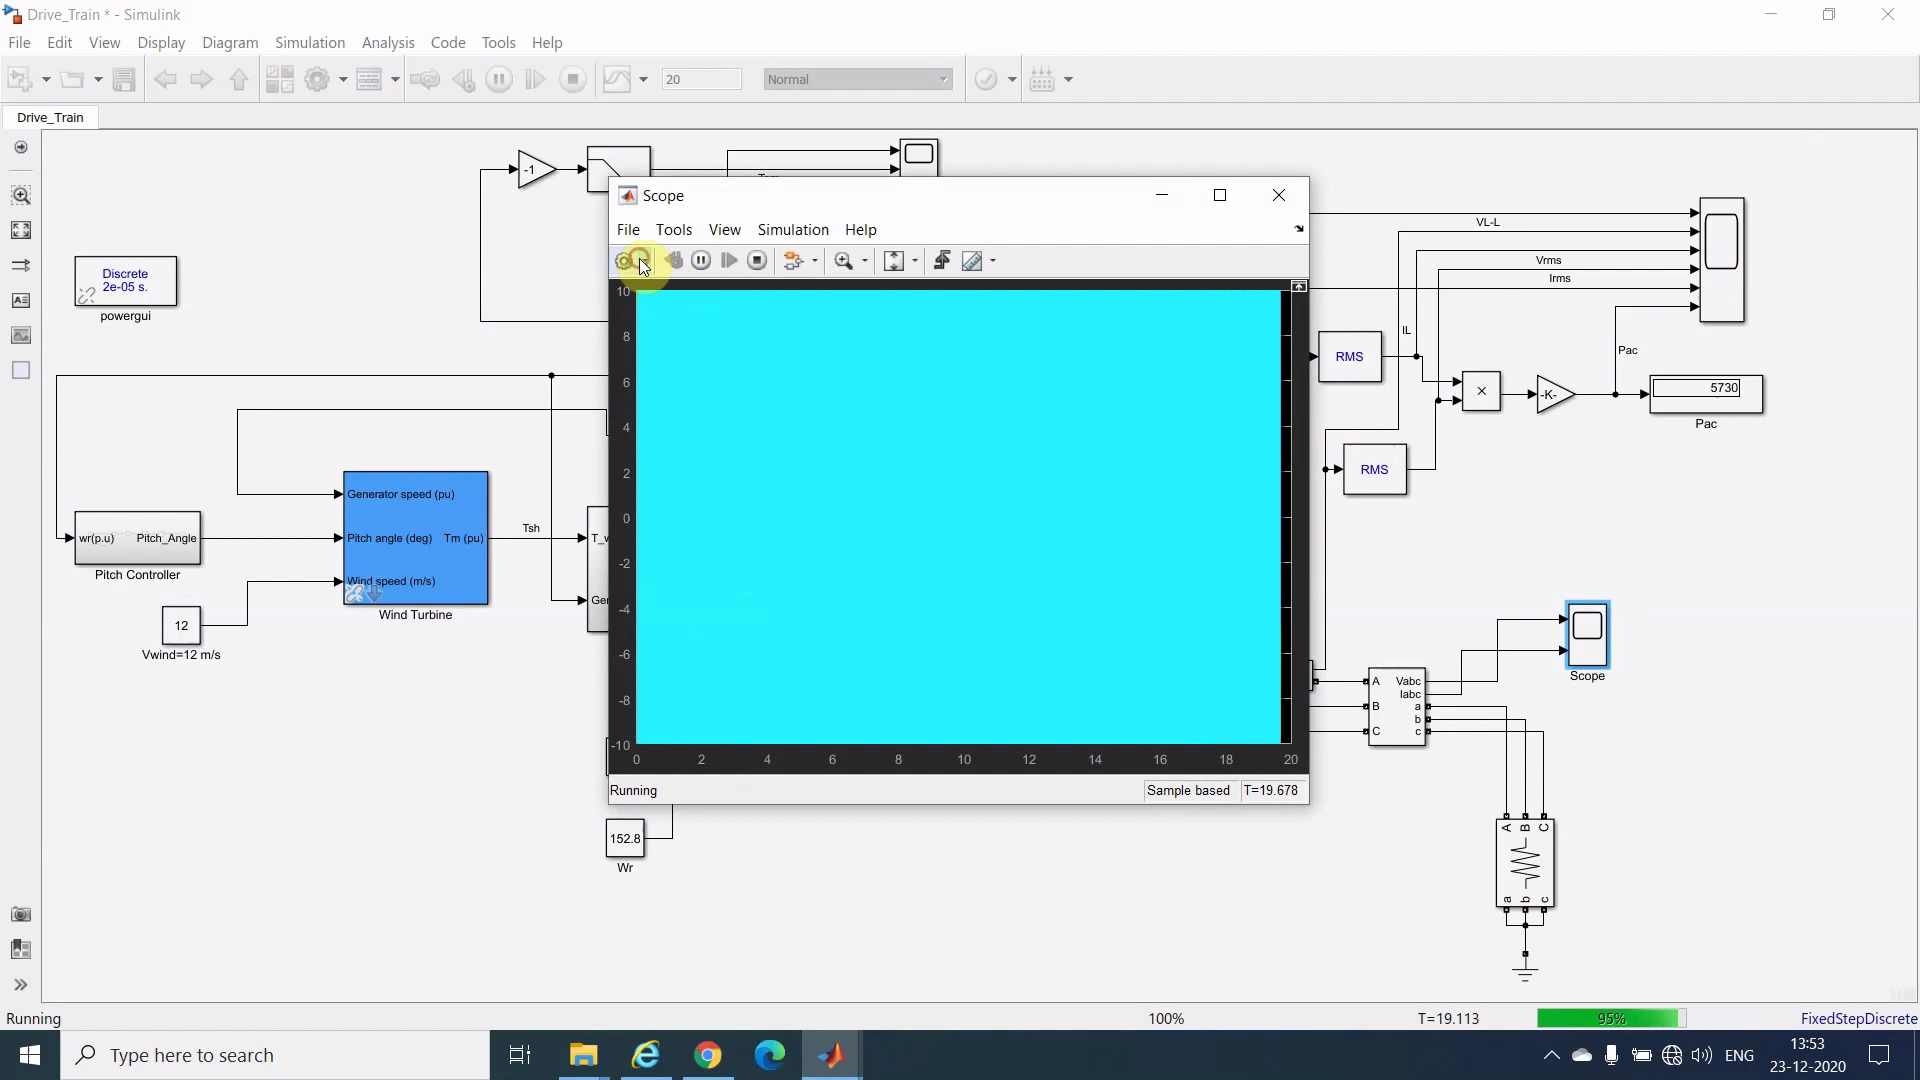 Drive_Train * - Simulink
File Edit View Display Diagram Simulation Analysis Code Tools Help
20
Normal
Drive_Train
-1
Discrete
2e-05 s.
powergui
Scope
File Tools View Simulation Help
10
8
6
4
2
0
-2
-4
-6
-8
-10
0 2 4 6 8 10 12 14 16 18 20
Running
Sample based
T=19.678
VL-L
Vrms
Irms
IL
Pac
RMS
×
-K-
5730
Pac
RMS
Generator speed (pu)
Pitch angle (deg) Tm (pu)
Wind speed (m/s)
Wind Turbine
Tsh
wr(p.u) Pitch_Angle
Pitch Controller
12
Vwind=12 m/s
152.8
Wr
Scope
A Vabc
Iabc
B a
b
C c
A B C
a b c
Running
100%
T=19.113
95%
FixedStepDiscrete
Type here to search
ENG
13:53
23-12-2020